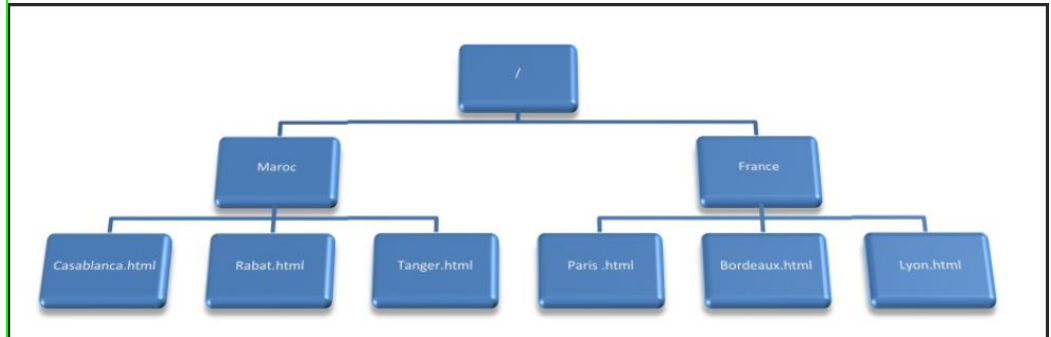 /
Maroc
France
Casablanca.html
Rabat.html
Tanger.html
Paris .html
Bordeaux.html
Lyon.html